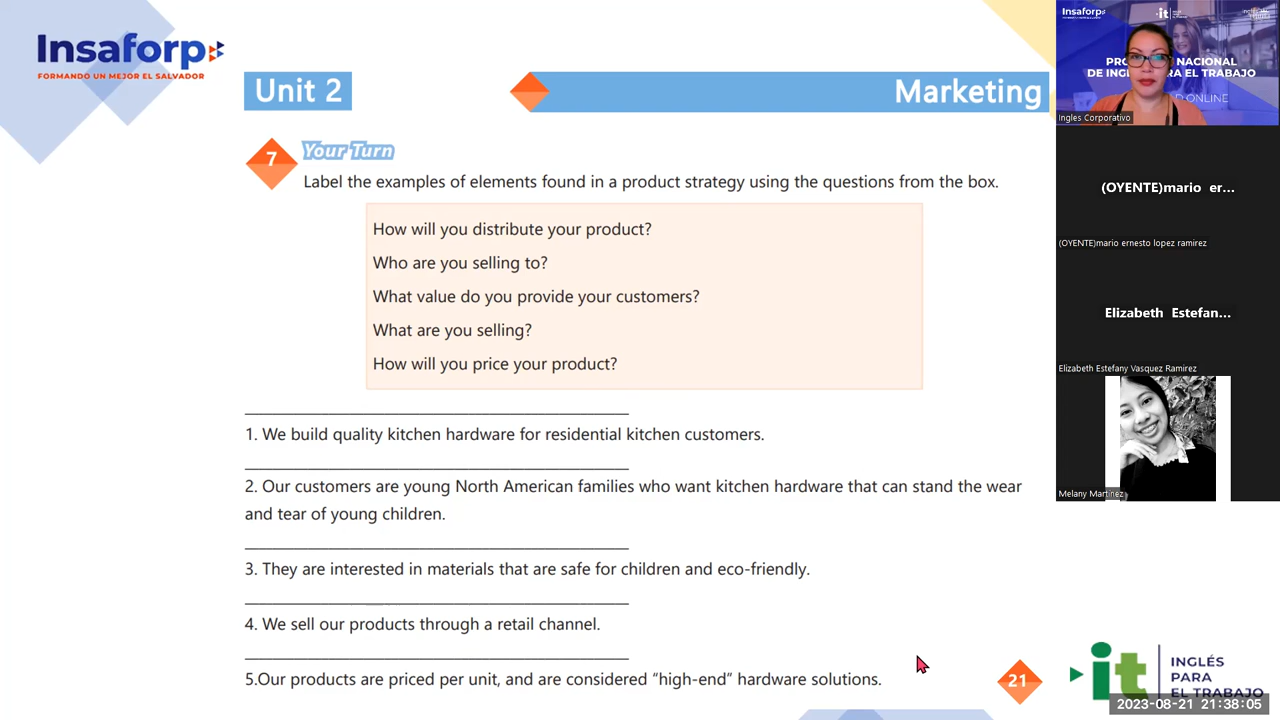 Insaforp
FORMANDO UN MEJOR EL SALVADOR
Unit 2
Marketing
7
Your Turn
Label the examples of elements found in a product strategy using the questions from the box.
How will you distribute your product?
Who are you selling to?
What value do you provide your customers?
What are you selling?
How will you price your product?
1. We build quality kitchen hardware for residential kitchen customers.
2. Our customers are young North American families who want kitchen hardware that can stand the wear
and tear of young children.
3. They are interested in materials that are safe for children and eco-friendly.
4. We sell our products through a retail channel.
5.Our products are priced per unit, and are considered “high-end” hardware solutions.
21
it
INGLÉS
PARA
EL TRABAJO
2023-08-21 21:38:05
Insaforp
it
PRO NACIONAL
DE INGL RA EL TRABAJO
D ONLINE
Ingles Corporativo
(OYENTE)mario er...
(OYENTE)mario ernesto lopez ramirez
Elizabeth Estefan...
Elizabeth Estefany Vasquez Ramirez
Melany Martinez